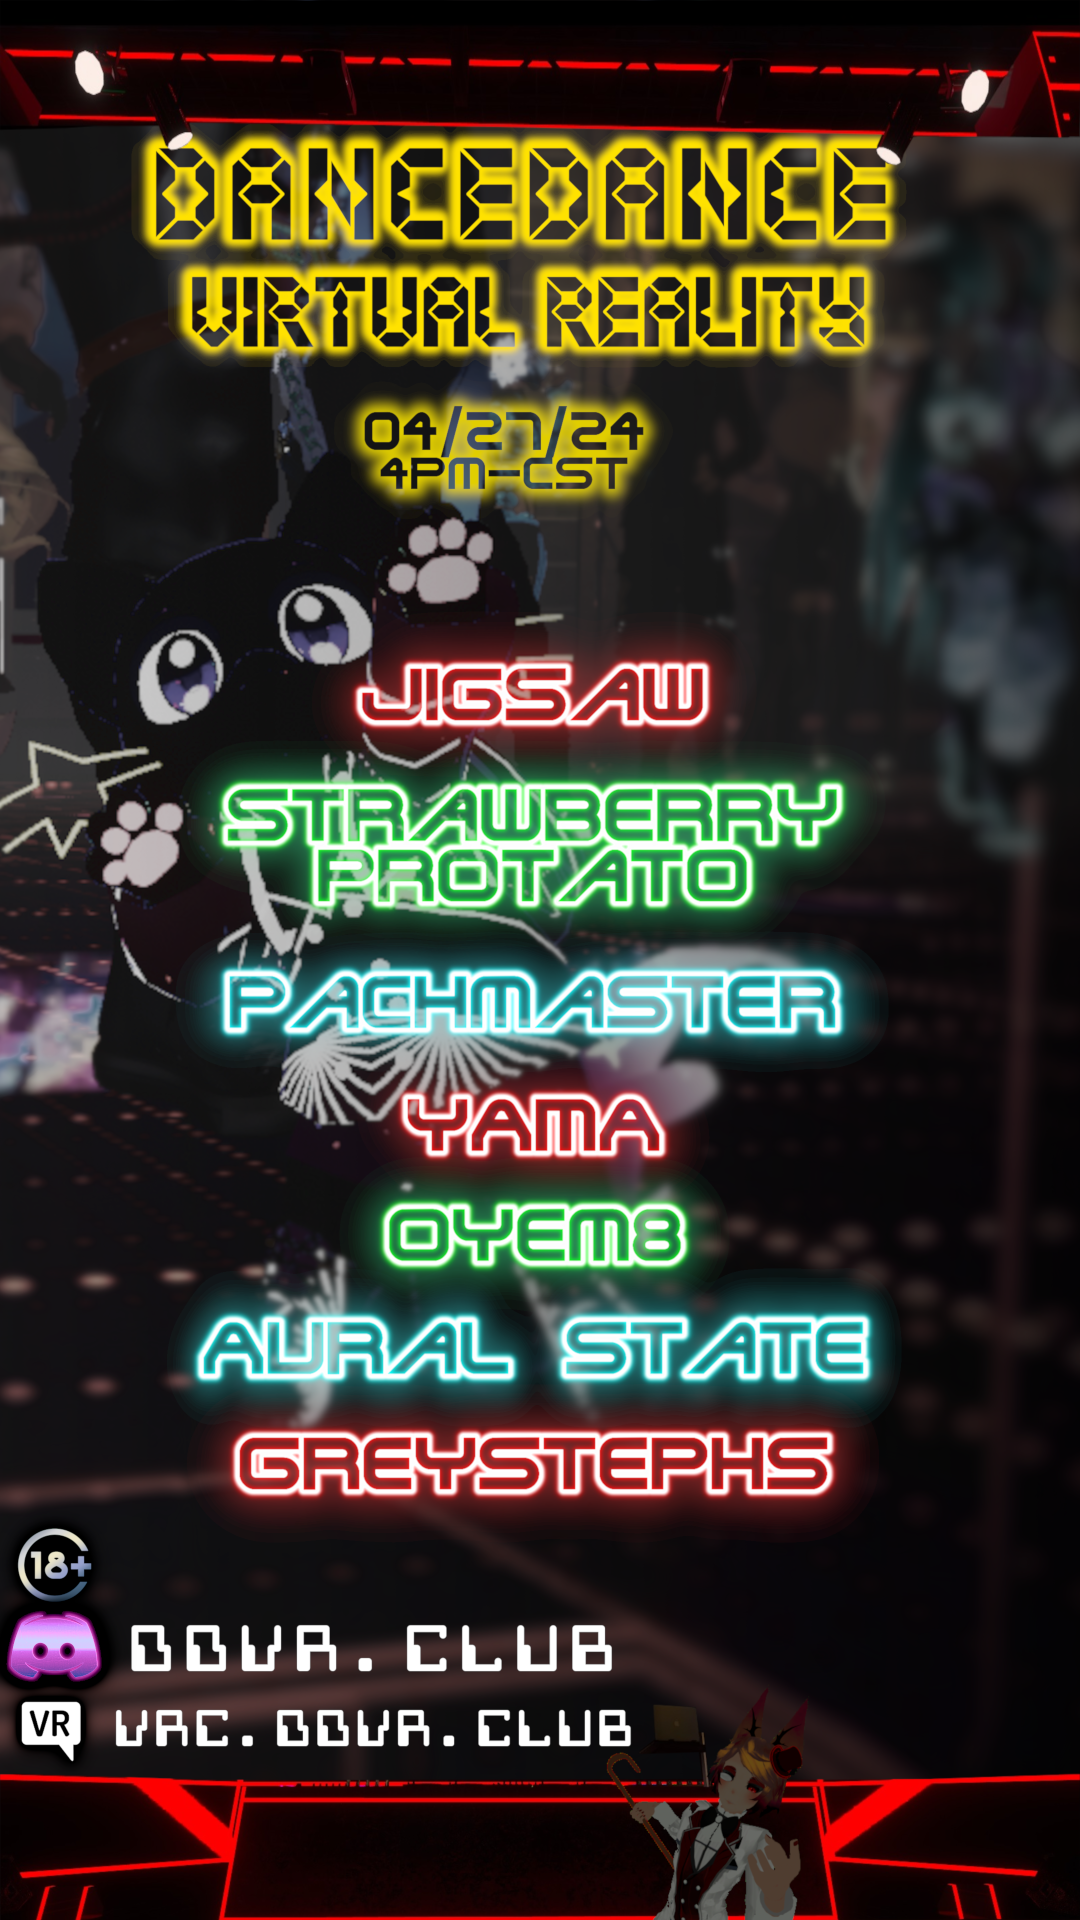 DANCEDANCE
VIRTUAL REALITY
04/27/24
4PM-CST
JIGSAW
STRAWBERRY
PROTATO
PACHMASTER
YAMA
OYEM8
AURAL STATE
GREYSTEPHS
18+
DDVR.CLUB
VR
VRC.DDVR.CLUB